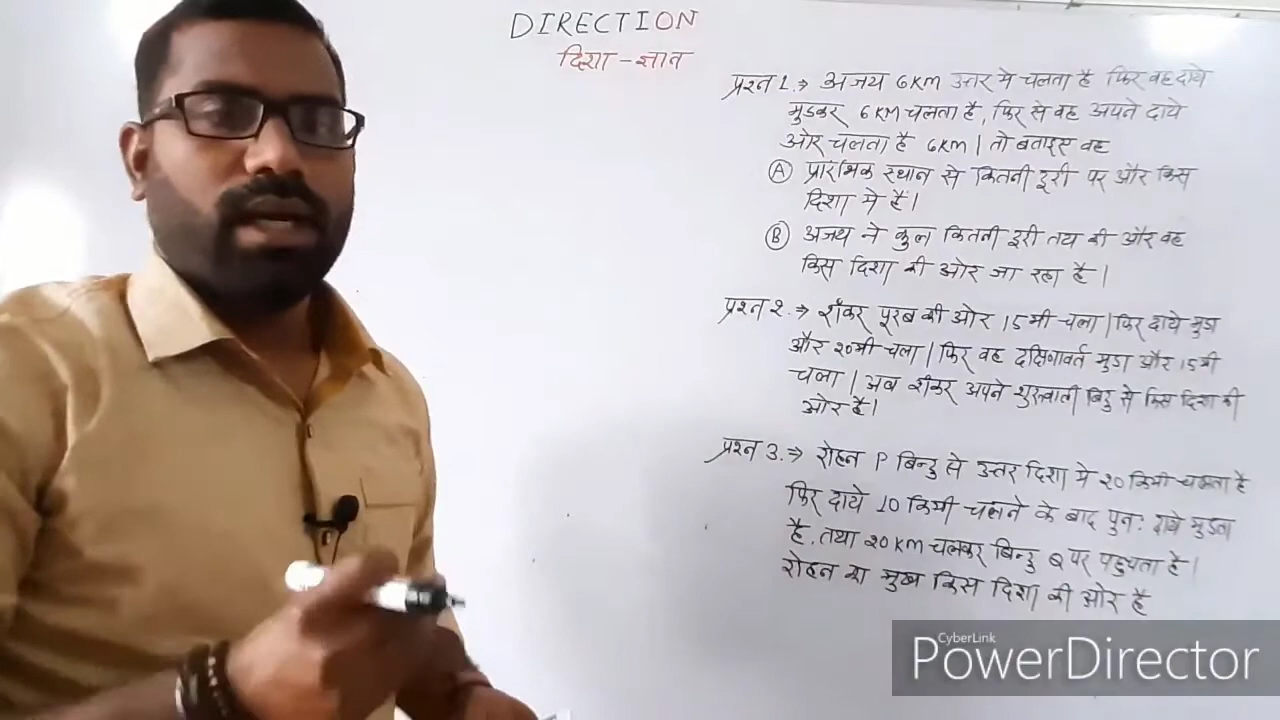 DIRECTION
दिशा-ज्ञान
प्रश्न 1.⇒ अजय 6KM उत्तर मे चलता है फिर वह दाये
मुडकर 6KM चलता है, फिर से वह अपने दाये
ओर चलता है 6KM | तो बताइए वह
(A) प्रारंभिक स्थान से कितनी दूरी पर और किस
दिशा मे है।
(B) अजय ने कुल कितनी दूरी तय की और वह
किस दिशा की ओर जा रहा है।
प्रश्न 2.⇒ शंकर पूरब की ओर 15मी चला | फिर दाये मुडा
और 20मी चला | फिर वह दक्षिणावर्त मुडा और 15मी
चला | अब शंकर अपने शुरुवाती बिंदु से किस दिशा की
ओर है।
प्रश्न 3.⇒ रोहन P बिन्दु से उत्तर दिशा मे 20 किमी चलता है
फिर दाये 10 किमी चलने के बाद पुनः दाये मुडता
है, तथा 20KM चलकर बिन्दु Q पर पहुचता है।
रोहन का मुख किस दिशा की ओर है
CyberLink
PowerDirector